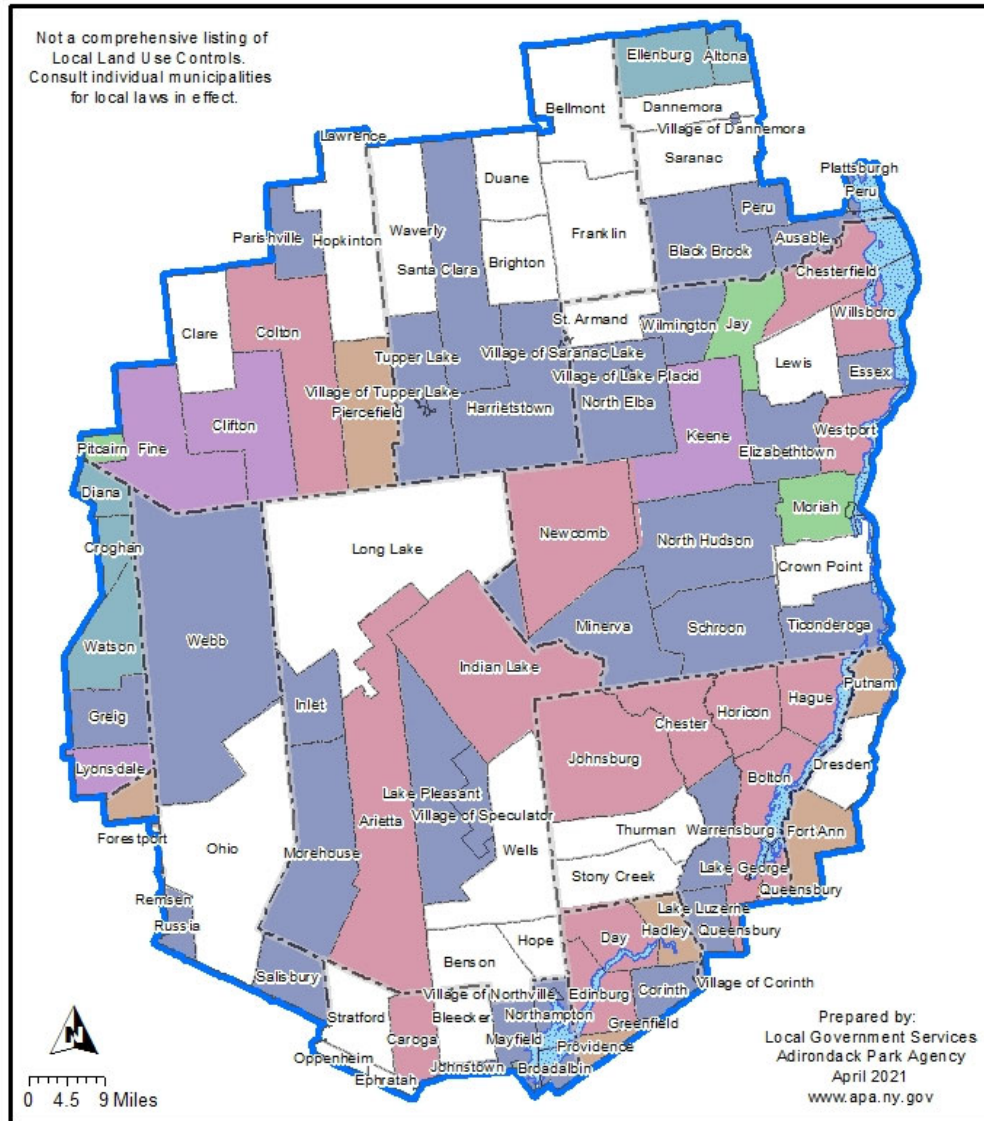 Not a comprehensive listing of
Local Land Use Controls.
Consult individual municipalities
for local laws in effect.
Ellenburg
Altona
Bellmont
Dannemora
Village of Dannemora
Lawrence
Saranac
Duane
Plattsburgh
Peru
Peru
Parishville
Hopkinton
Waverly
Franklin
Ausable
Black Brook
Santa Clara
Brighton
Chesterfield
Clare
Colton
St. Armand
Wilmington
Jay
Willsboro
Tupper Lake
Village of Saranac Lake
Lewis
Essex
Village of Lake Placid
Village of Tupper Lake
Piercefield
Harrietstown
North Elba
Clifton
Keene
Westport
Pitcairn
Fine
Elizabethtown
Diana
Moriah
Newcomb
North Hudson
Croghan
Long Lake
Crown Point
Minerva
Schroon
Ticonderoga
Webb
Watson
Indian Lake
Putnam
Hague
Inlet
Horicon
Greig
Chester
Johnsburg
Bolton
Dresden
Lyonsdale
Lake Pleasant
Arietta
Village of Speculator
Forestport
Thurman
Warrensburg
Fort Ann
Ohio
Morehouse
Wells
Lake George
Stony Creek
Queensbury
Remsen
Lake Luzerne
Russia
Hadley
Queensbury
Day
Hope
Benson
Salisbury
Village of Corinth
Corinth
Village of Northville
Edinburg
Stratford
Bleecker
Northampton
Greenfield
Caroga
Mayfield
Providence
Oppenheim
Johnstown
Broadalbin
Ephratah
N
0 4.5 9 Miles
Prepared by:
Local Government Services
Adirondack Park Agency
April 2021
www.apa.ny.gov